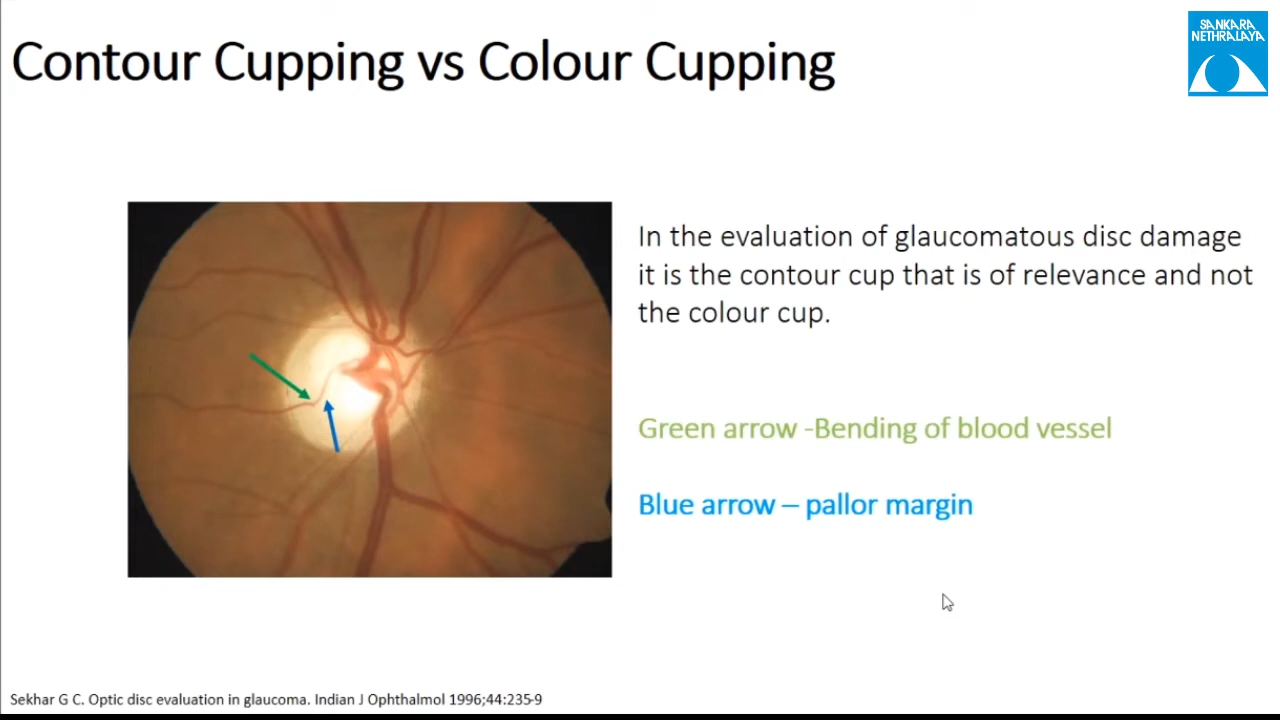 Contour Cupping vs Colour Cupping
SANKARA
NETHRALAYA
In the evaluation of glaucomatous disc damage
it is the contour cup that is of relevance and not
the colour cup.
Green arrow -Bending of blood vessel
Blue arrow – pallor margin
Sekhar G C. Optic disc evaluation in glaucoma. Indian J Ophthalmol 1996;44:235-9